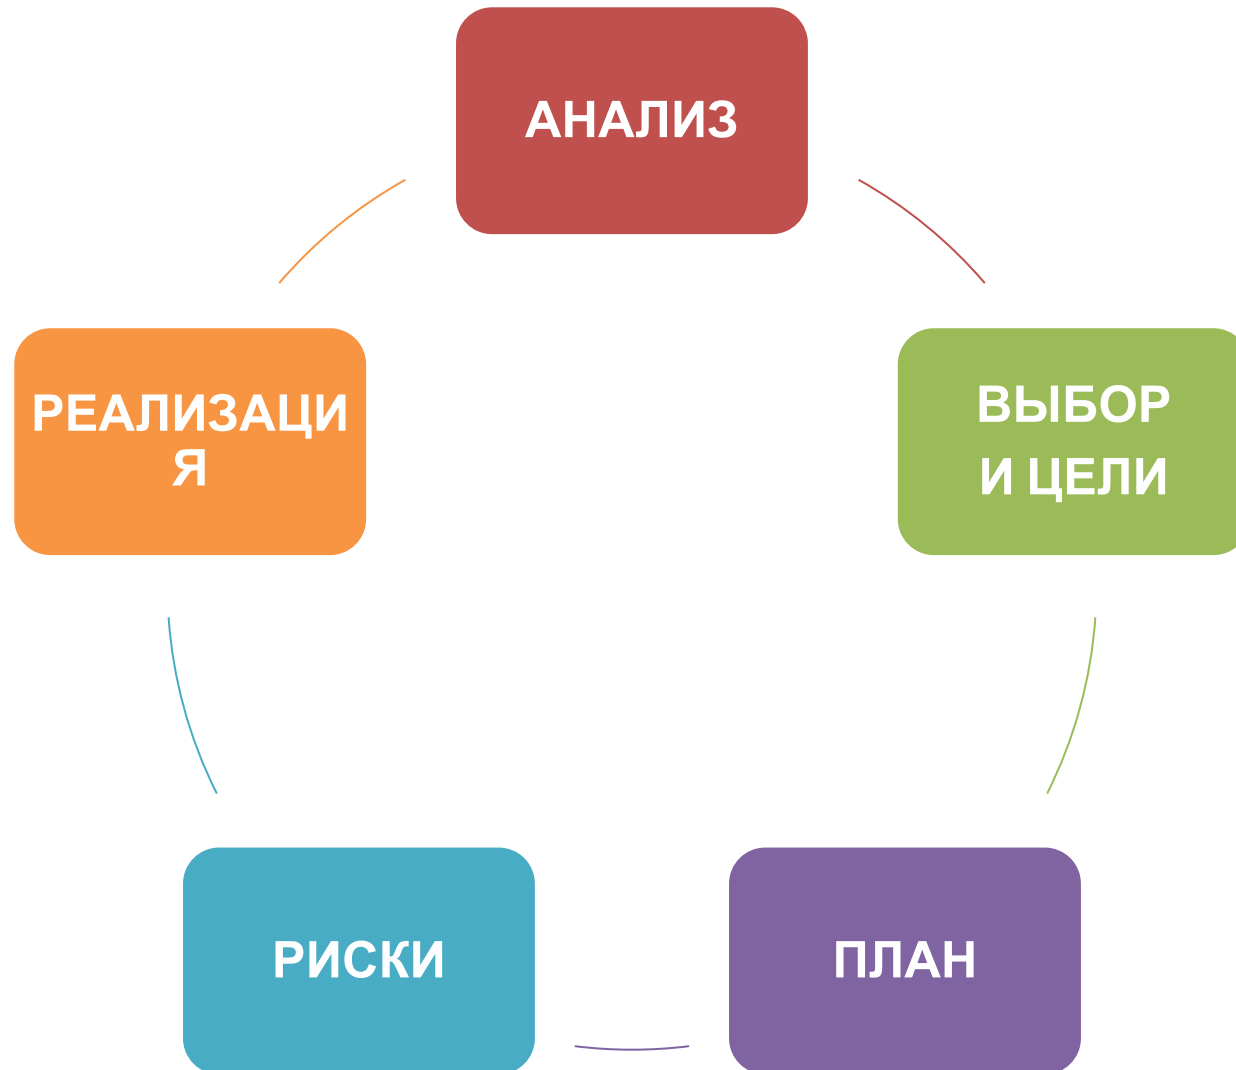 АНАЛИЗ
ВЫБОР
И ЦЕЛИ
ПЛАН
РИСКИ
РЕАЛИЗАЦИ
Я